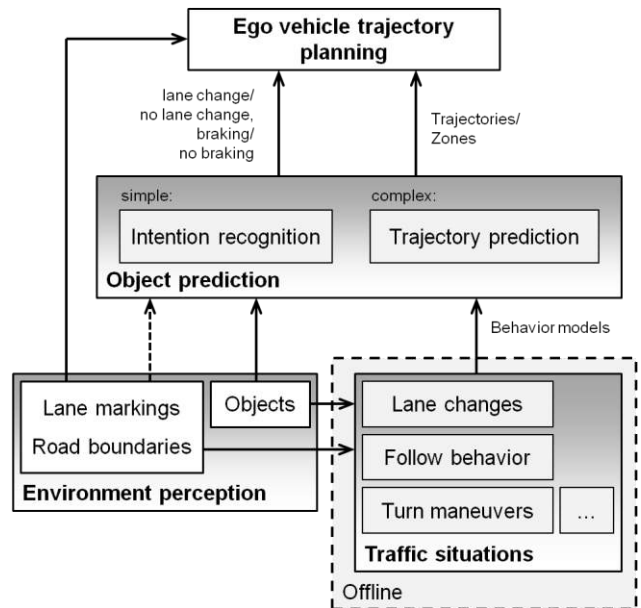 Ego vehicle trajectory
planning
lane change/
no lane change,
braking/
no braking
Trajectories/
Zones
simple:
complex:
Intention recognition
Trajectory prediction
Object prediction
Behavior models
Lane markings
Road boundaries
Objects
Environment perception
Lane changes
Follow behavior
Turn maneuvers
...
Traffic situations
Offline